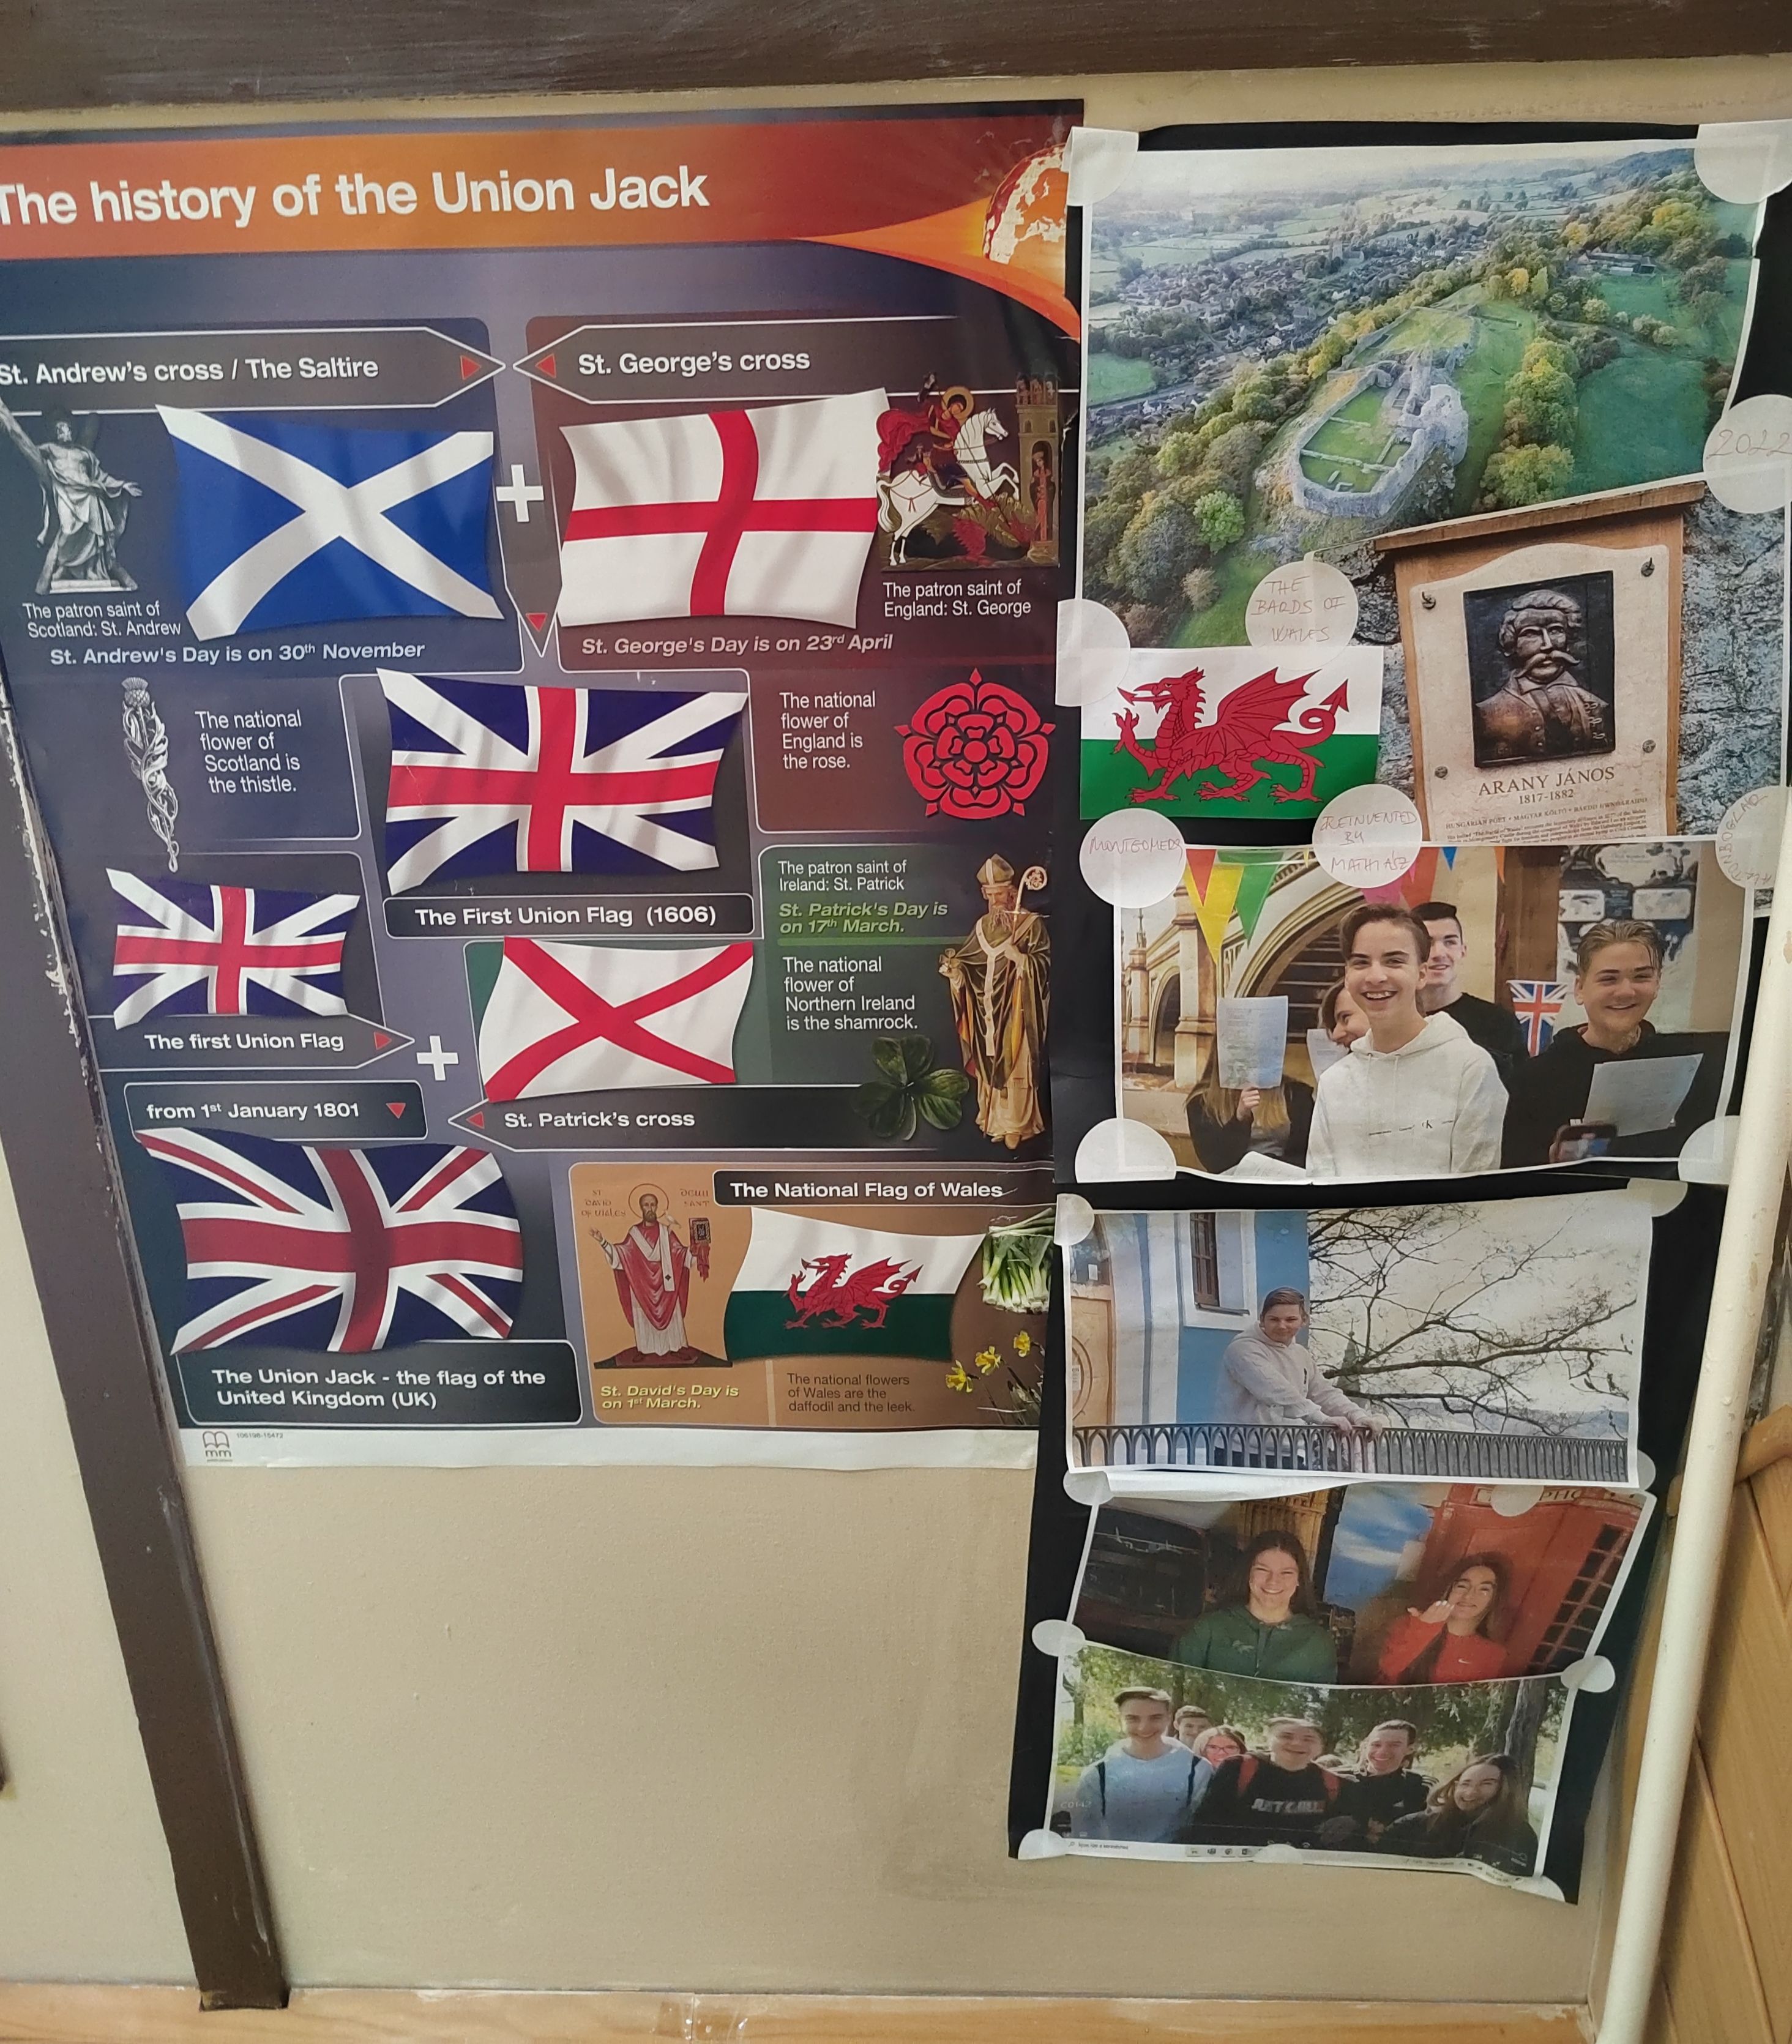 The history of the Union Jack
St. Andrew's cross / The Saltire
St. George's cross
The patron saint of
Scotland: St. Andrew
St. Andrew's Day is on 30th November
The patron saint of
England: St. George
St. George's Day is on 23rd April
The national
flower of
Scotland is
the thistle.
The national
flower of
England is
the rose.
The First Union Flag (1606)
The patron saint of
Ireland: St. Patrick
St. Patrick's Day is
on 17th March.
The national
flower of
Northern Ireland
is the shamrock.
The first Union Flag
from 1st January 1801
St. Patrick's cross
The Union Jack - the flag of the
United Kingdom (UK)
The National Flag of Wales
ST
DAVID
St. David's Day is
on 1st March.
The national flowers
of Wales are the
daffodil and the leek.
mm
2022
THE
BARDS OF
WALES
ARANY JÁNOS
1817-1882
HUNGARIAN POET • MAGYAR KÖLTŐ •
MONTGOMERY
REINVENTED
BY
MATHIÁSZ